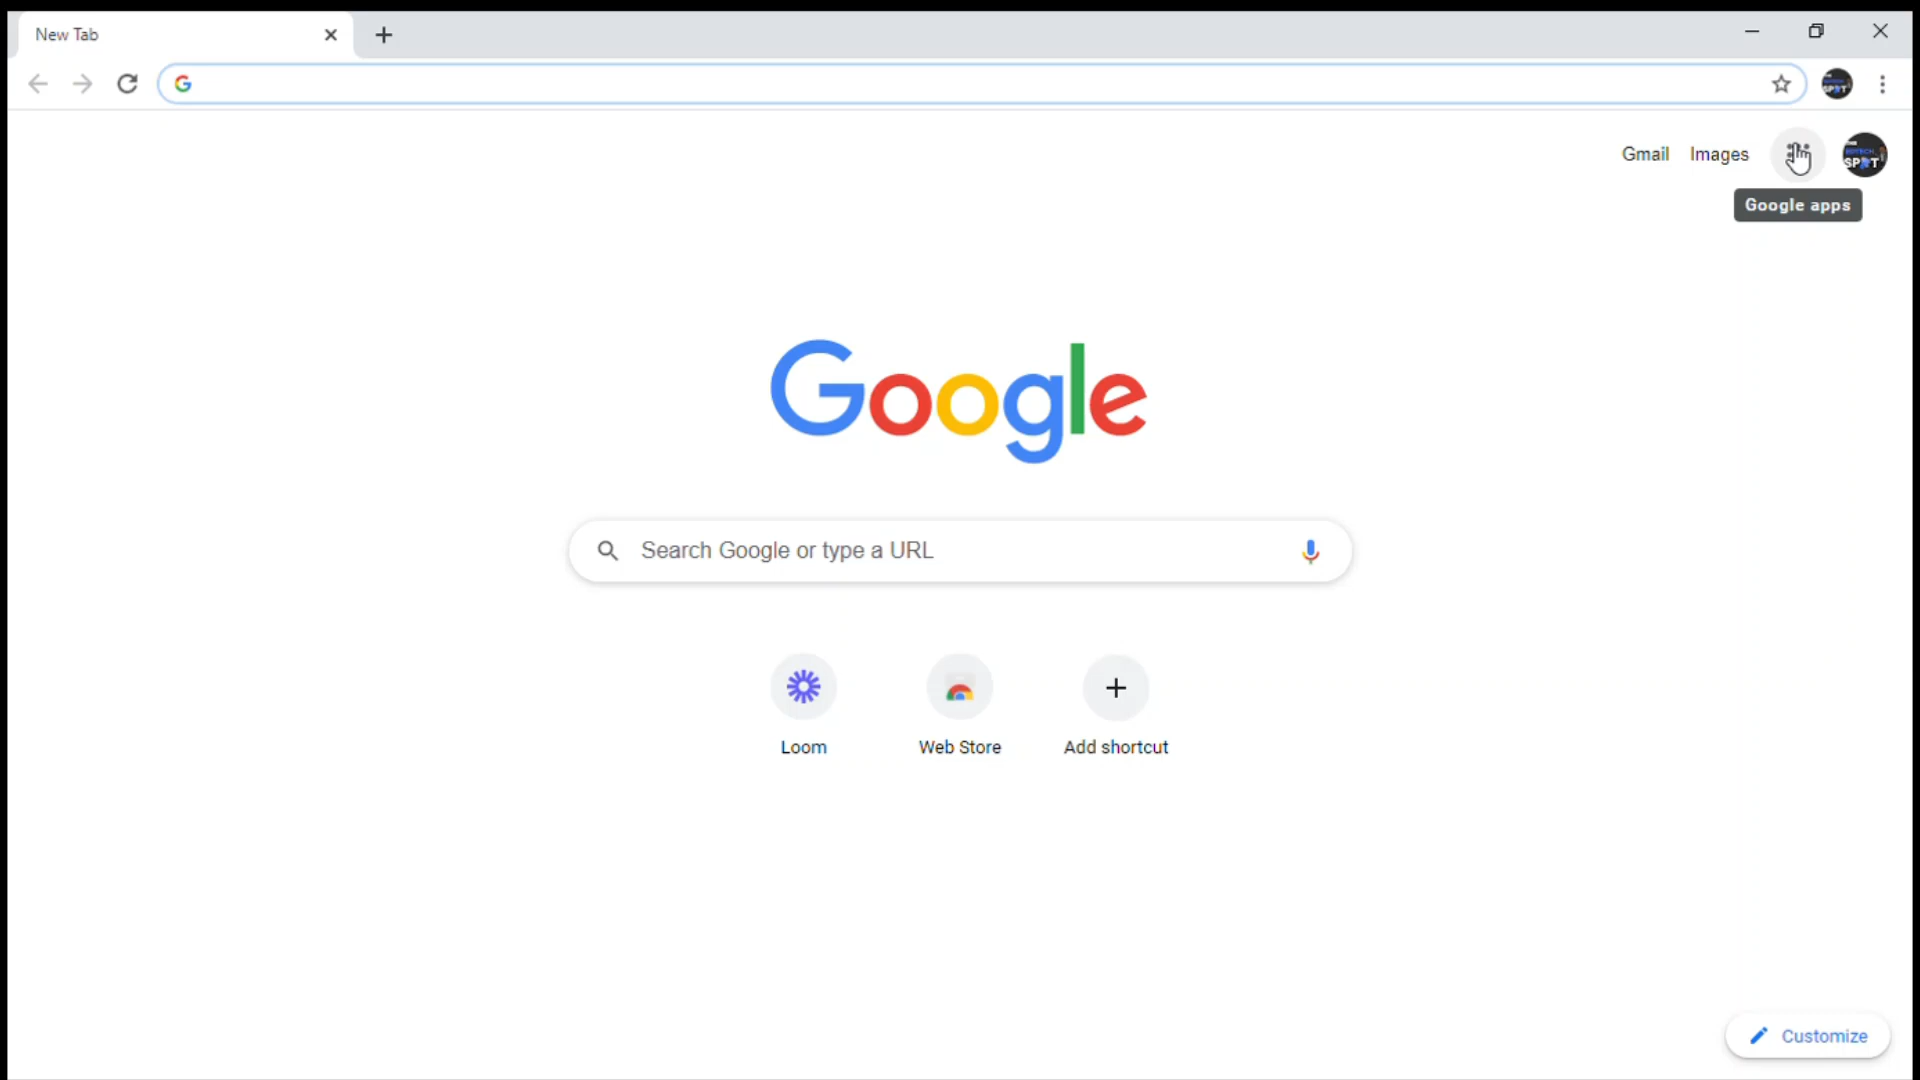 New Tab
Gmail Images
Google apps
Google
Search Google or type a URL
Loom Web Store Add shortcut
Customize